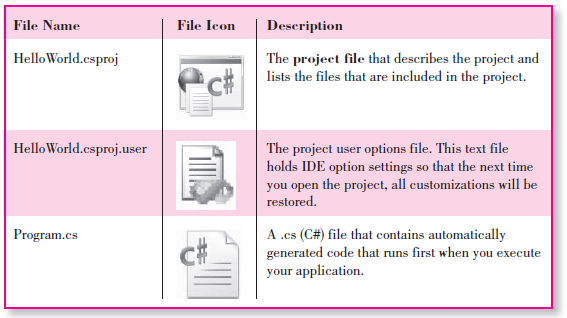 File Name File Icon Description
HelloWorld.csproj The project file that describes the project and
lists the files that are included in the project.
C#
HelloWorld.csproj.user The project user options file. This text file
holds IDE option settings so that the next time
you open the project, all customizations will be
restored.
Program.cs A .cs (C#) file that contains automatically
generated code that runs first when you execute
your application.
C#